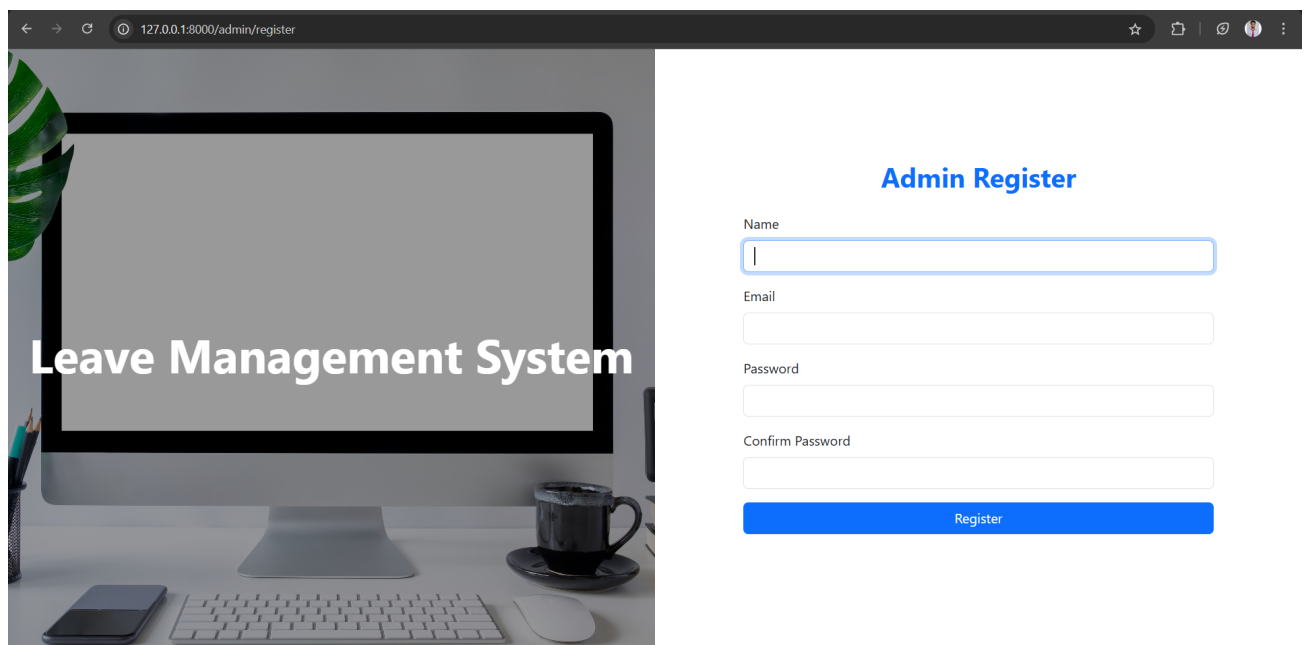 127.0.0.1:8000/admin/register
Leave Management System
Admin Register
Name
Email
Password
Confirm Password
Register